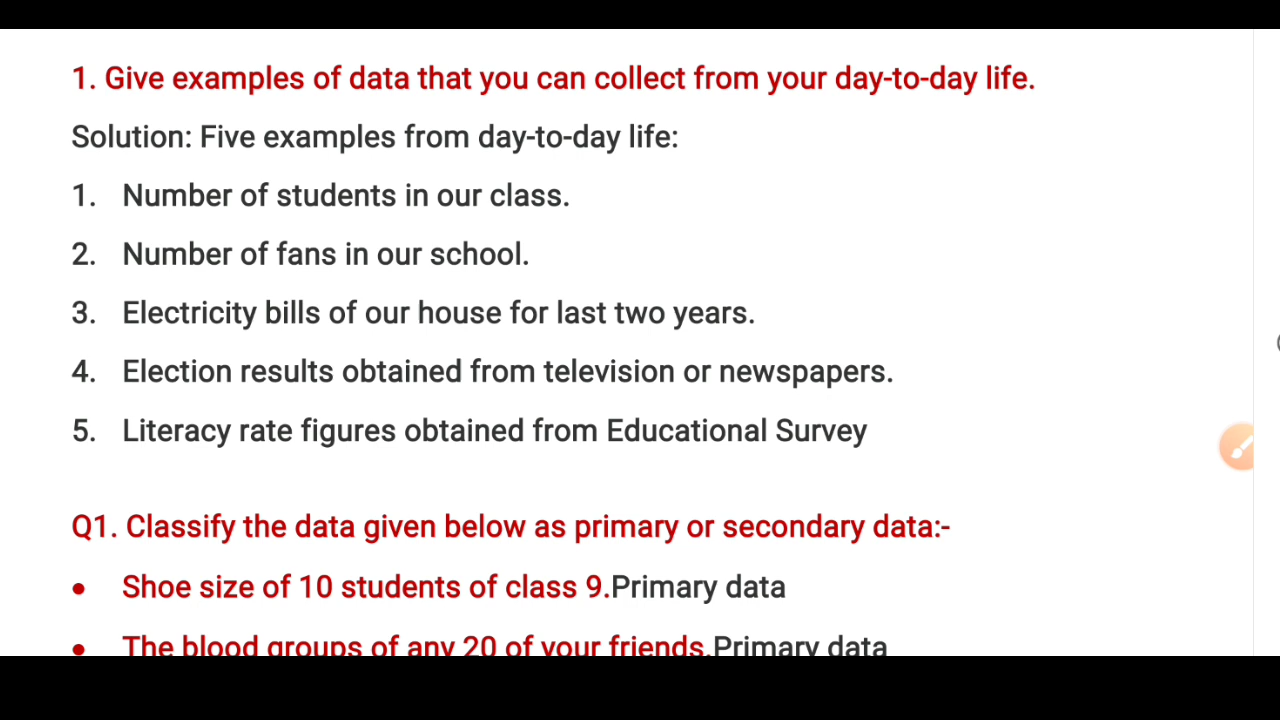 1. Give examples of data that you can collect from your day-to-day life.
Solution: Five examples from day-to-day life:
1. Number of students in our class.
2. Number of fans in our school.
3. Electricity bills of our house for last two years.
4. Election results obtained from television or newspapers.
5. Literacy rate figures obtained from Educational Survey
Q1. Classify the data given below as primary or secondary data:-
• Shoe size of 10 students of class 9.Primary data
• The blood groups of any 20 of your friends.Primary data